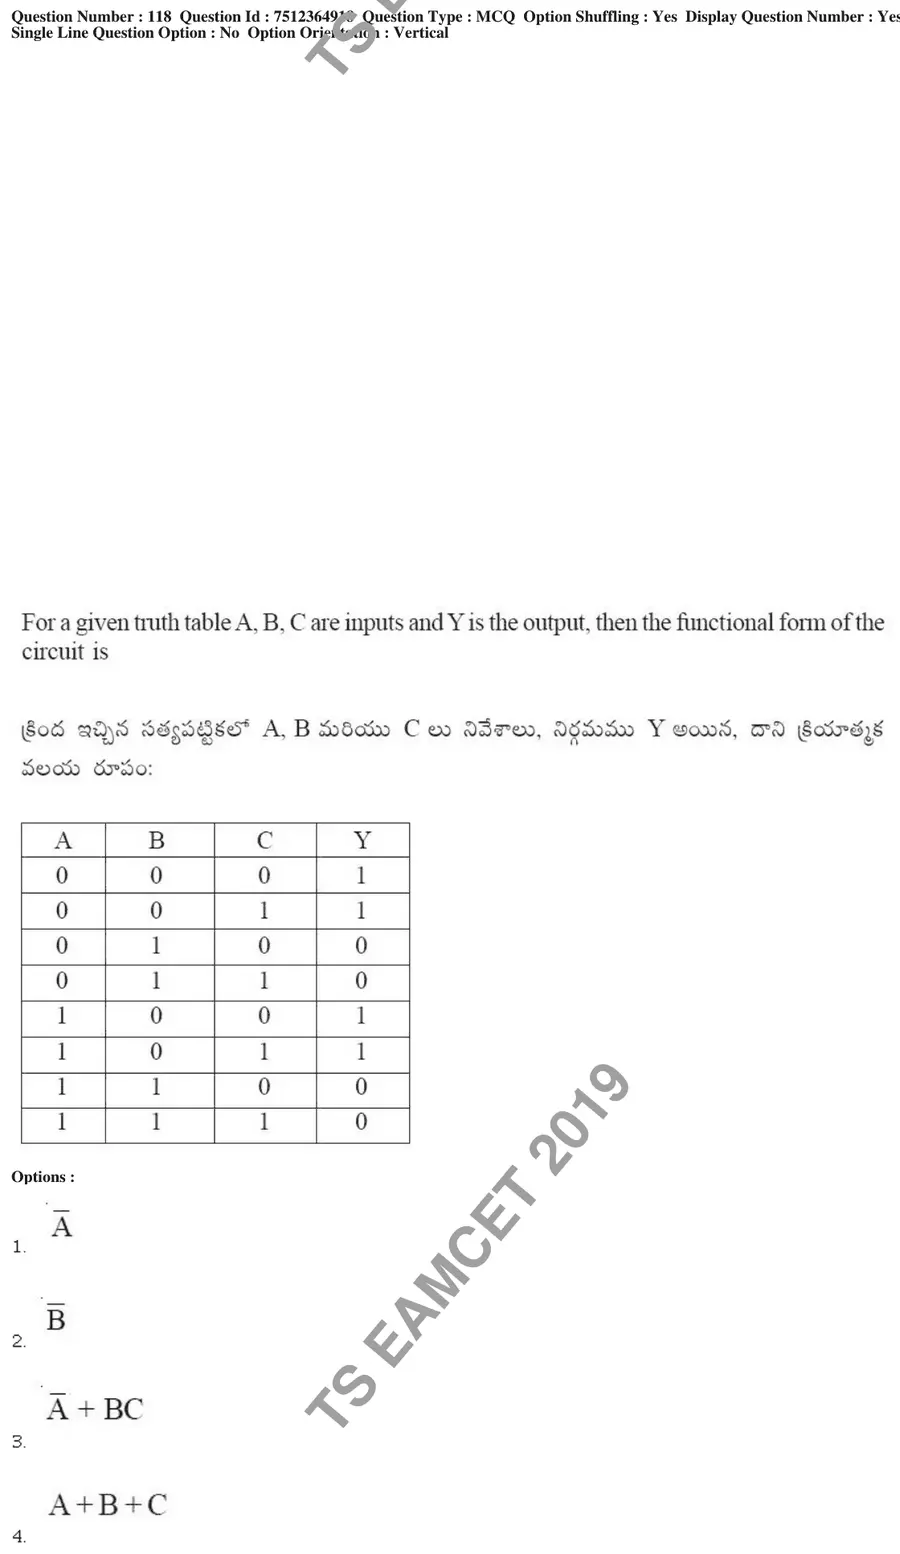 Question Number : 118 Question Id : 7512364918 Question Type : MCQ Option Shuffling : Yes Display Question Number : Yes
Single Line Question Option : No Option Orientation : Vertical
For a given truth table A, B, C are inputs and Y is the output, then the functional form of the
circuit is
క్రింద ఇచ్చిన సత్యపట్టికలో A, B మరియు C లు నివేశాలు, నిర్గమము Y అయిన, దాని క్రియాత్మక
వలయ రూపం:
A B C Y
0 0 0 1
0 0 1 1
0 1 0 0
0 1 1 0
1 0 0 1
1 0 1 1
1 1 0 0
1 1 1 0
Options :
1. A̅
2. B̅
3. A̅ + BC
4. A + B + C
TS EAMCET 2019